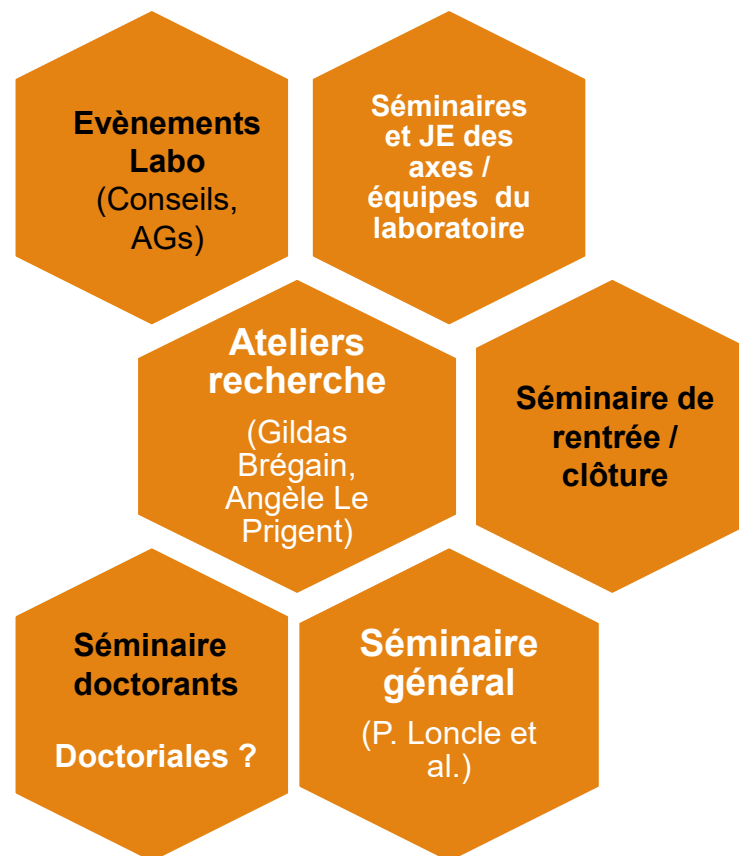 Evènements
Labo
(Conseils,
AGs)
Séminaires
et JE des
axes /
équipes du
laboratoire
Ateliers
recherche
(Gildas
Brégain,
Angèle Le
Prigent)
Séminaire de
rentrée /
clôture
Séminaire
doctorants
Doctoriales ?
Séminaire
général
(P. Loncle et
al.)